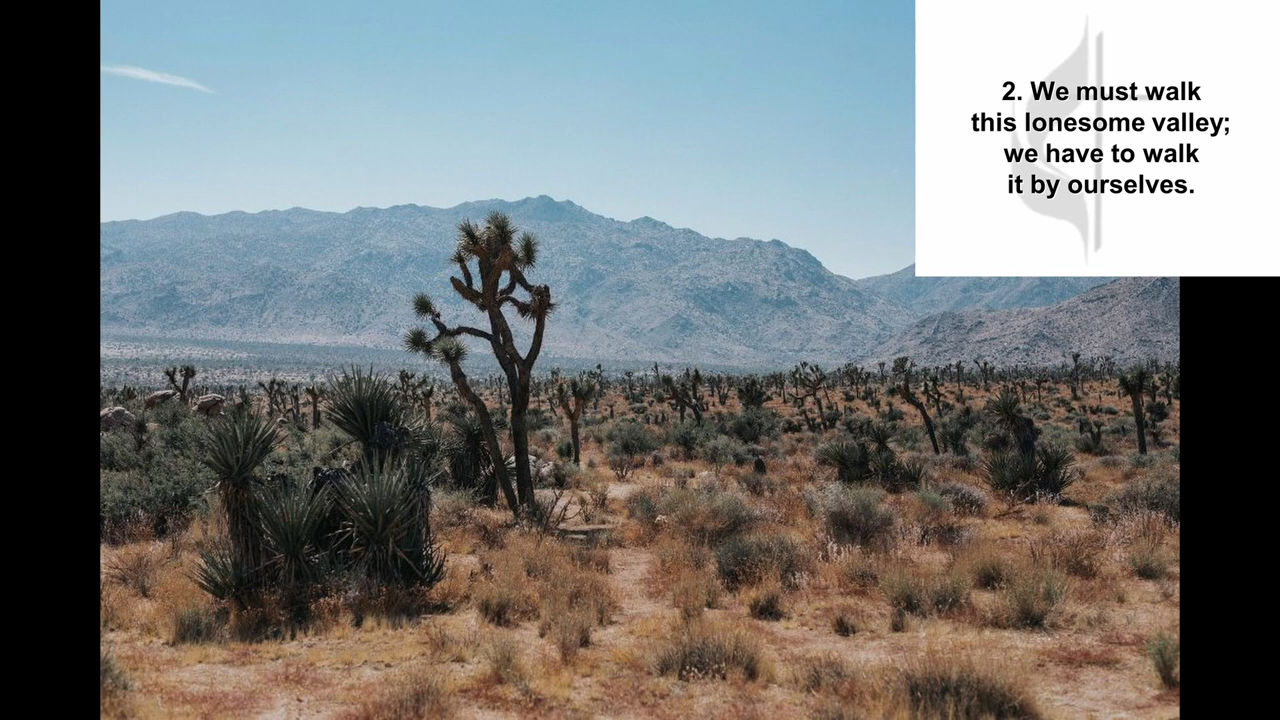 2. We must walk
this lonesome valley;
we have to walk
it by ourselves.